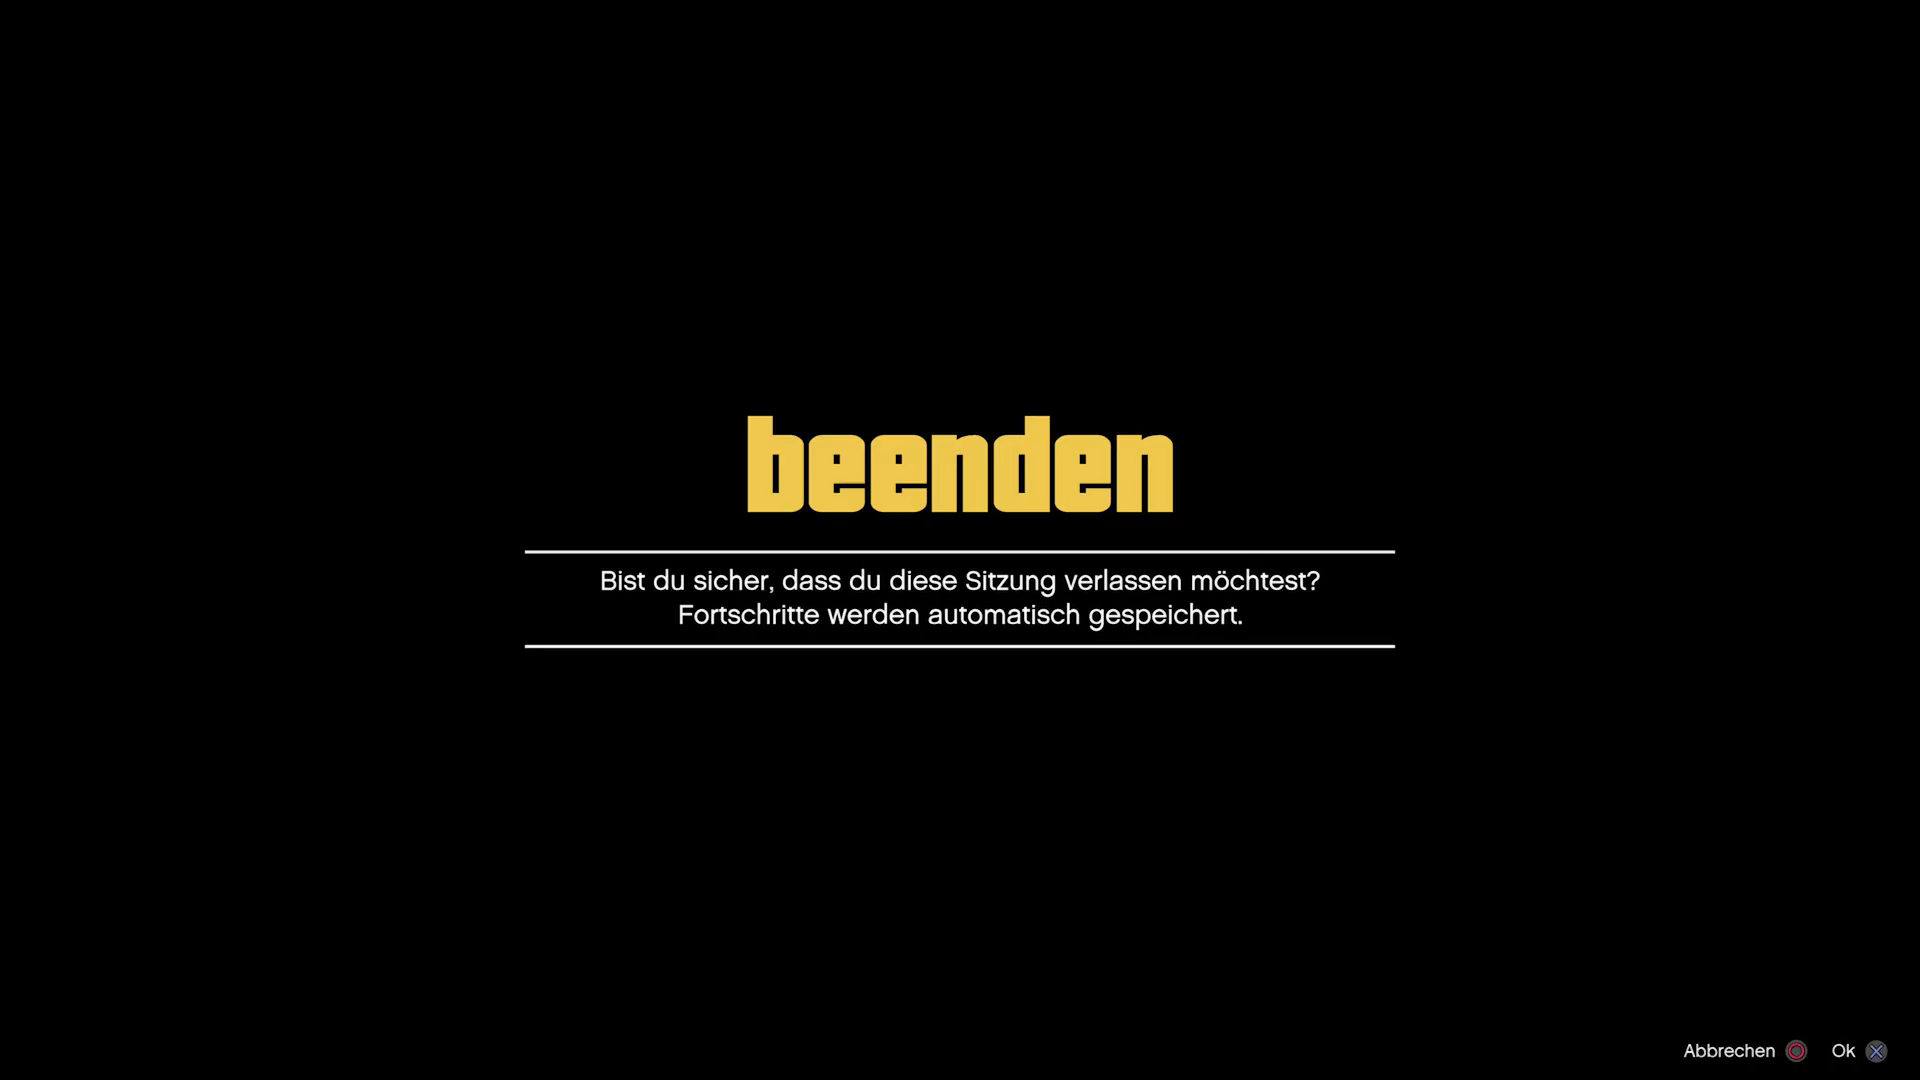 beenden
Bist du sicher, dass du diese Sitzung verlassen möchtest?
Fortschritte werden automatisch gespeichert.
Abbrechen Ok